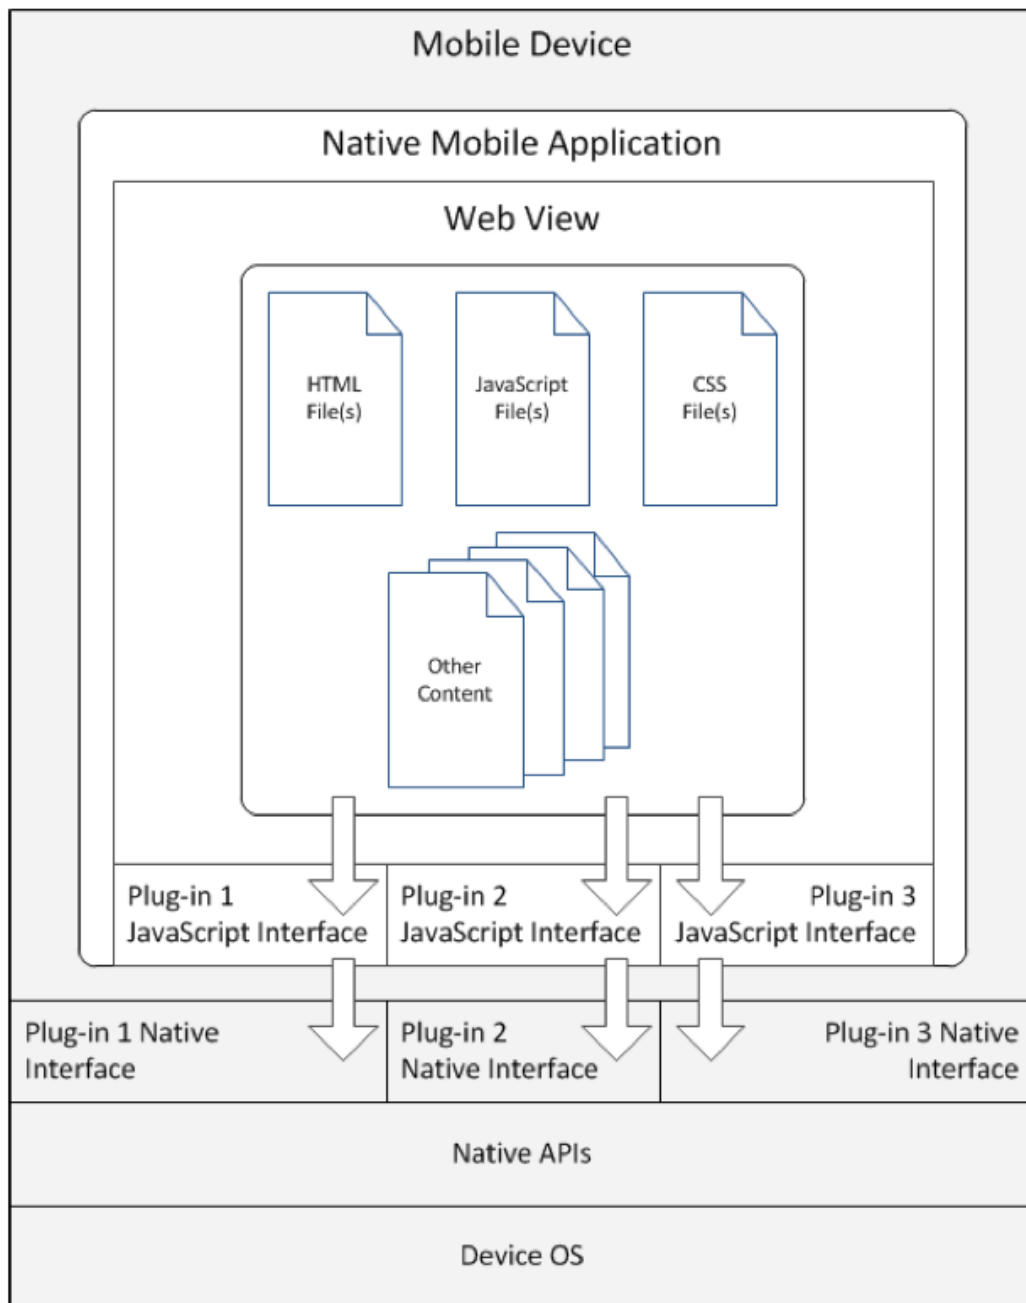 Mobile Device
Native Mobile Application
Web View
HTML
File(s)
JavaScript
File(s)
CSS
File(s)
Other
Content
Plug-in 1
JavaScript Interface
Plug-in 2
JavaScript Interface
Plug-in 3
JavaScript Interface
Plug-in 1 Native
Interface
Plug-in 2
Native Interface
Plug-in 3 Native
Interface
Native APIs
Device OS